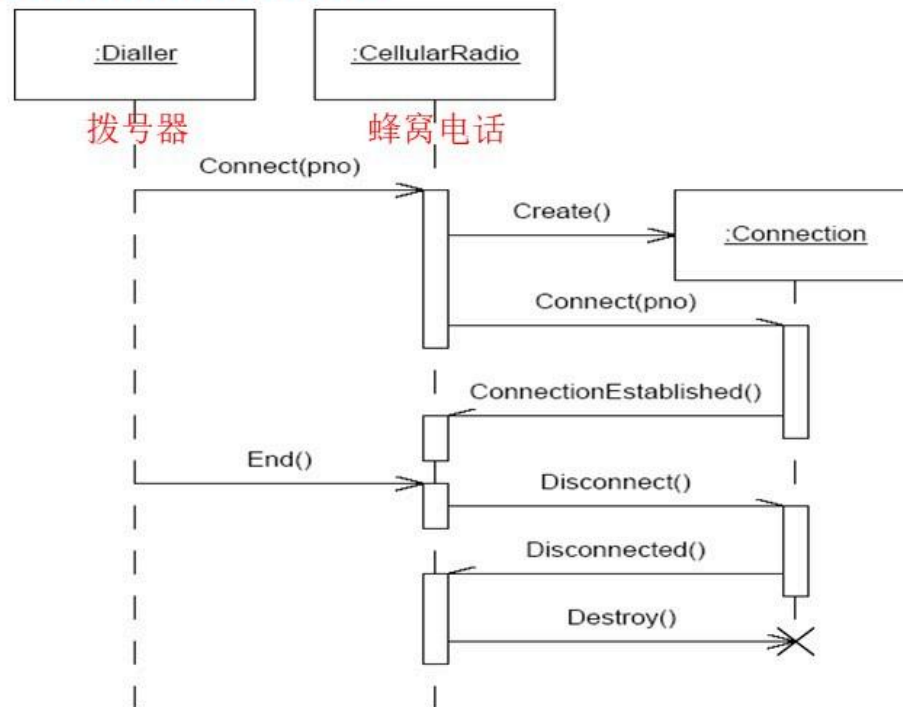 :Dialler
:CellularRadio
拨号器
蜂窝电话
Connect(pno)
Create()
:Connection
Connect(pno)
ConnectionEstablished()
End()
Disconnect()
Disconnected()
Destroy()